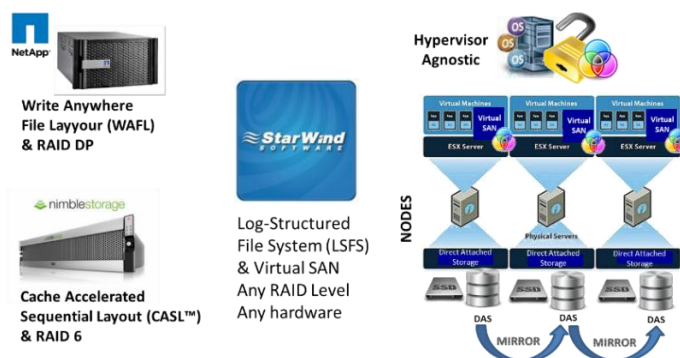 NetApp
Write Anywhere
File Layyour (WAFL)
& RAID DP
nimblestorage
Cache Accelerated
Sequential Layout (CASL™)
& RAID 6
StarWind
SOFTWARE
Log-Structured
File System (LSFS)
& Virtual SAN
Any RAID Level
Any hardware
Hypervisor
Agnostic
OS
OS
OS
Virtual Machines
Virtual Machines
Virtual Machines
Virtual
SAN
Virtual
SAN
Virtual
SAN
ESX Server
ESX Server
ESX Server
NODES
Physical Servers
Direct Attached
Storage
Direct Attached
Storage
Direct Attached
Storage
SSD
SSD
SSD
DAS
DAS
DAS
MIRROR
MIRROR